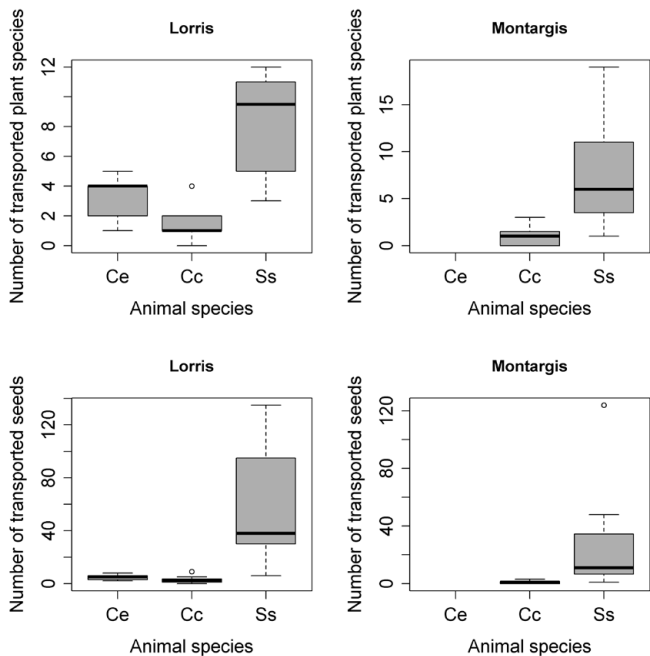 Lorris
Number of transported plant species
0 2 4 6 8 12
Ce Cc Ss
Animal species
Montargis
Number of transported plant species
0 5 10 15
Ce Cc Ss
Animal species
Lorris
Number of transported seeds
0 40 80 120
Ce Cc Ss
Animal species
Montargis
Number of transported seeds
0 40 80 120
Ce Cc Ss
Animal species